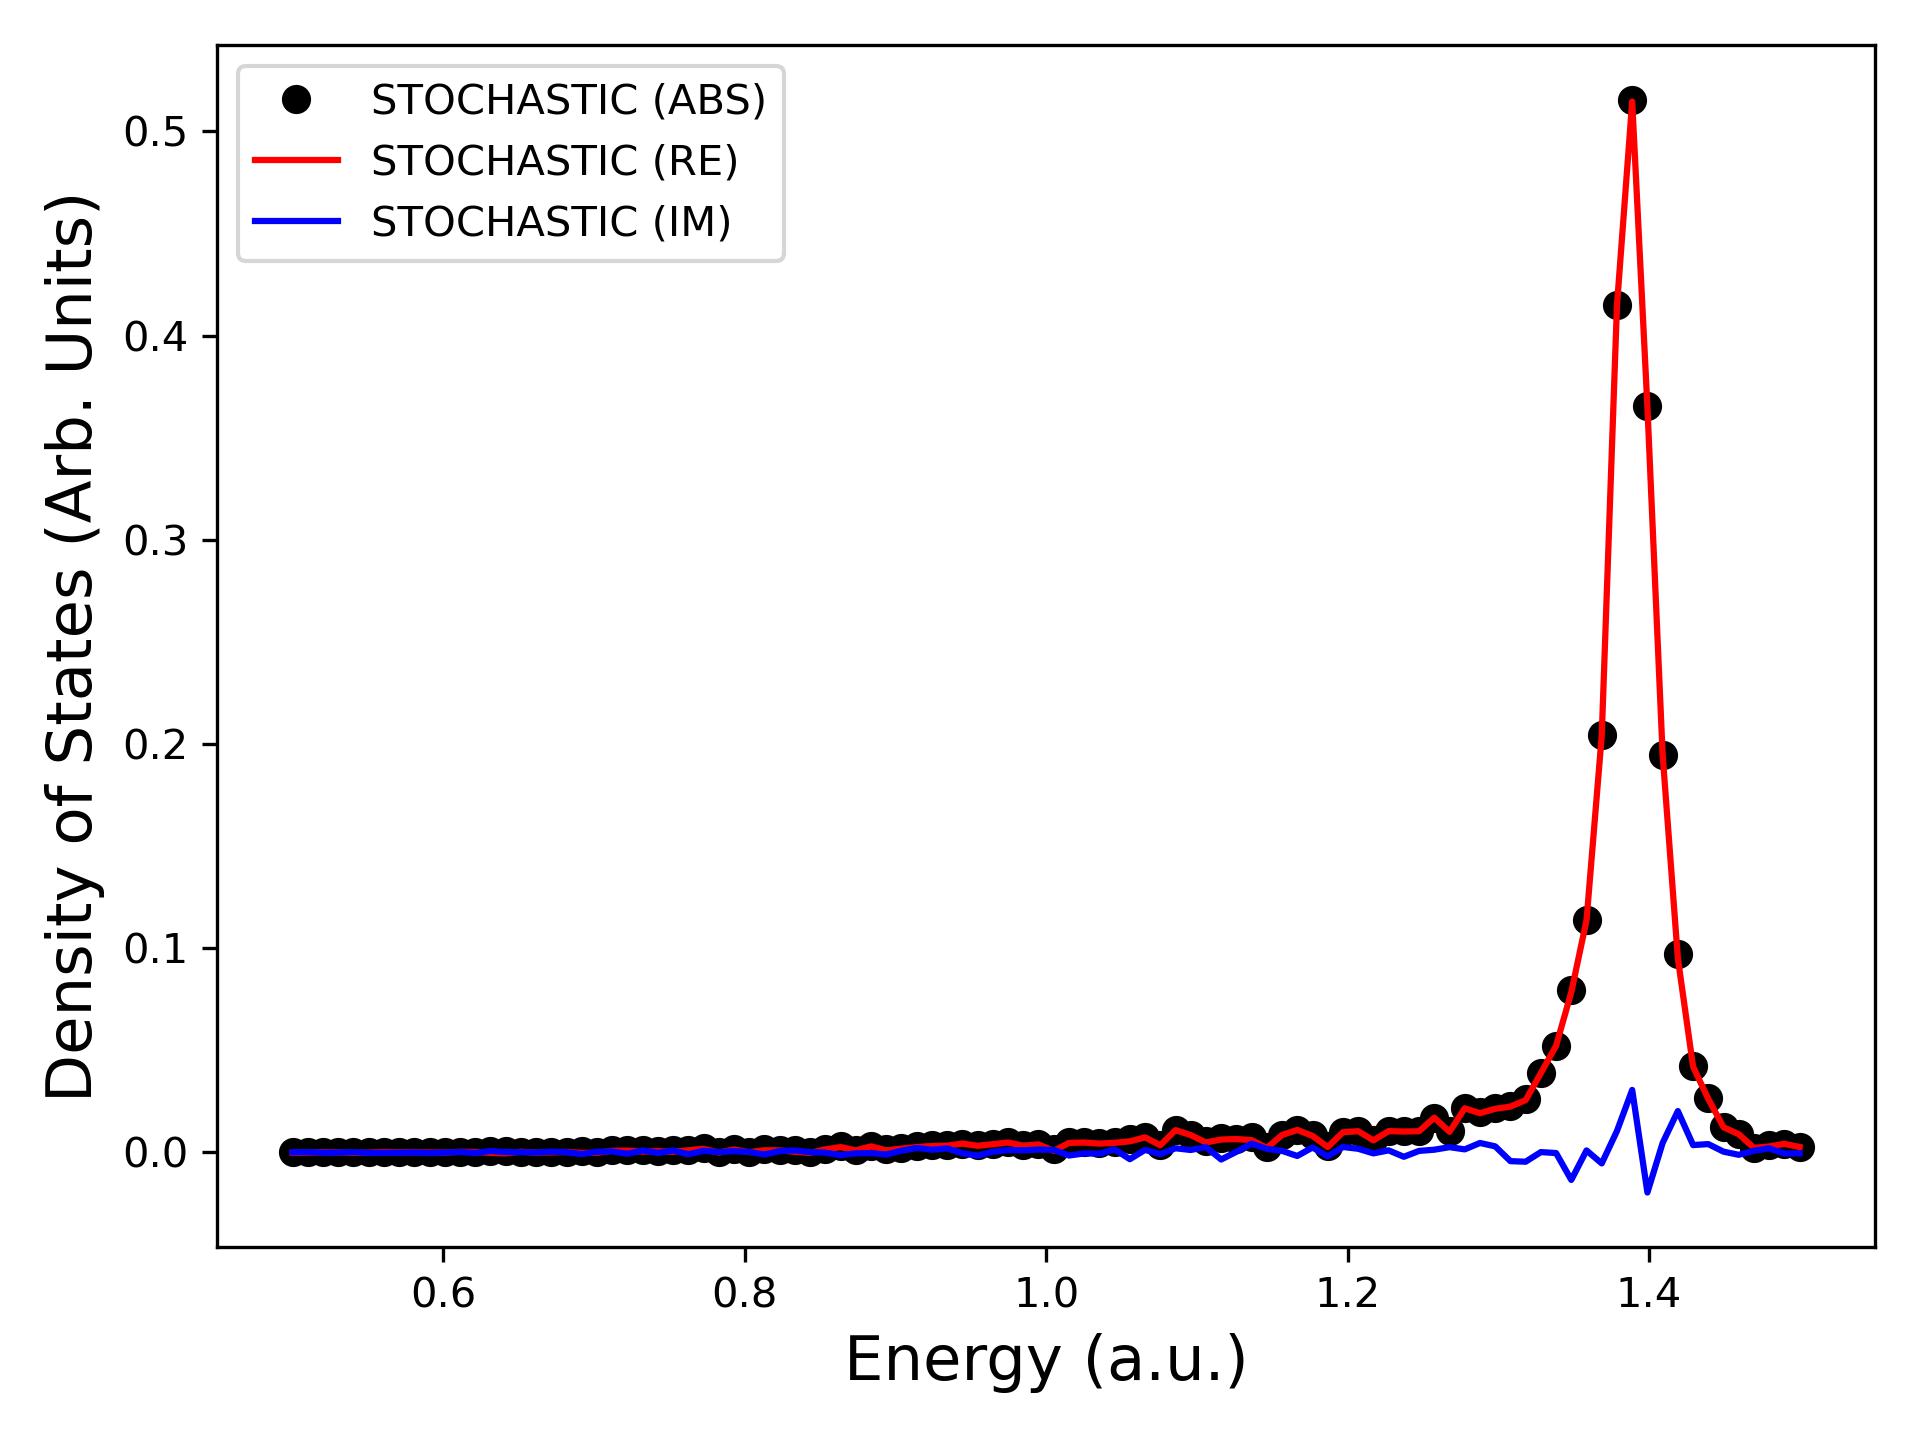 STOCHASTIC (ABS)
STOCHASTIC (RE)
STOCHASTIC (IM)
Density of States (Arb. Units)
0.5
0.4
0.3
0.2
0.1
0.0
0.6 0.8 1.0 1.2 1.4
Energy (a.u.)